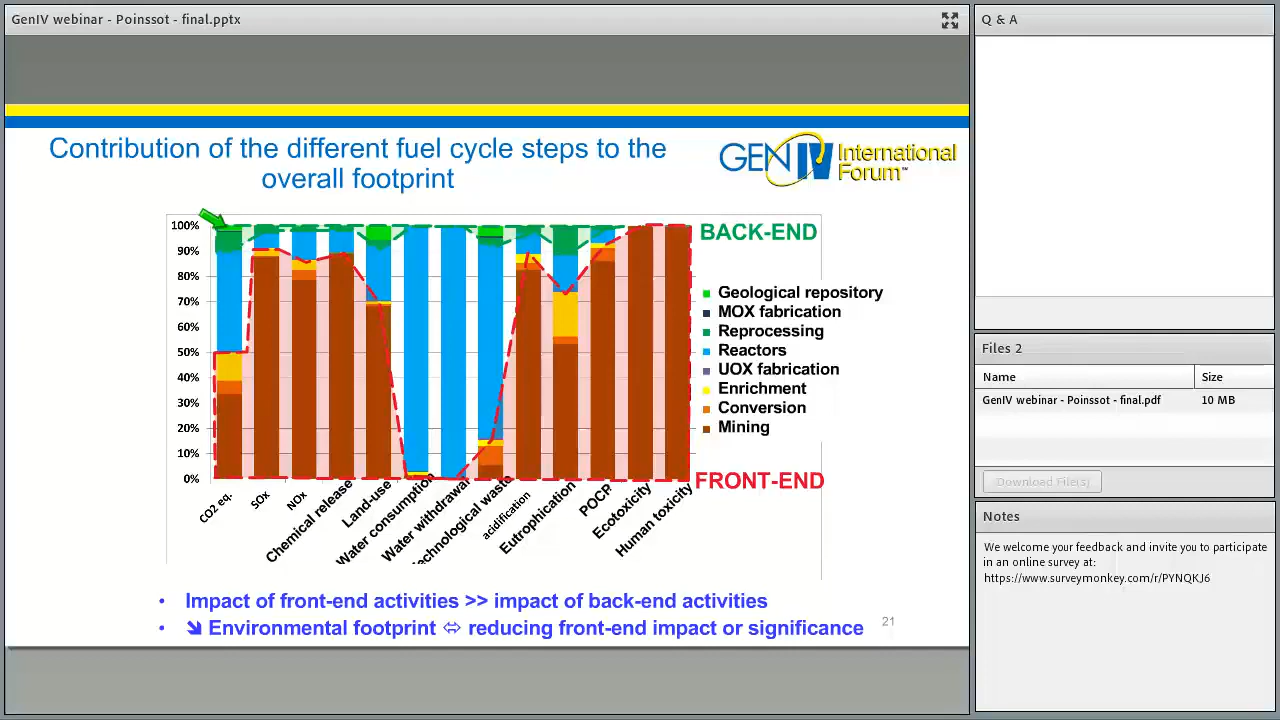 GenIV webinar - Poinssot - final.pptx
Contribution of the different fuel cycle steps to the
overall footprint
GENIV International
Forum™
100%
90%
80%
70%
60%
50%
40%
30%
20%
10%
0%
BACK-END
Geological repository
MOX fabrication
Reprocessing
Reactors
UOX fabrication
Enrichment
Conversion
Mining
FRONT-END
CO2 eq.
SOx
NOx
Chemical release
Land-use
Water consumption
Water withdrawal
echnological waste
acidification
Eutrophication
POCP
Ecotoxicity
Human toxicity
• Impact of front-end activities >> impact of back-end activities
• ⬊ Environmental footprint ⬄ reducing front-end impact or significance
21
Q & A
Files 2
Name Size
GenIV webinar - Poinssot - final.pdf 10 MB
Download File(s)
Notes
We welcome your feedback and invite you to participate
in an online survey at:
https://www.surveymonkey.com/r/PYNQKJ6